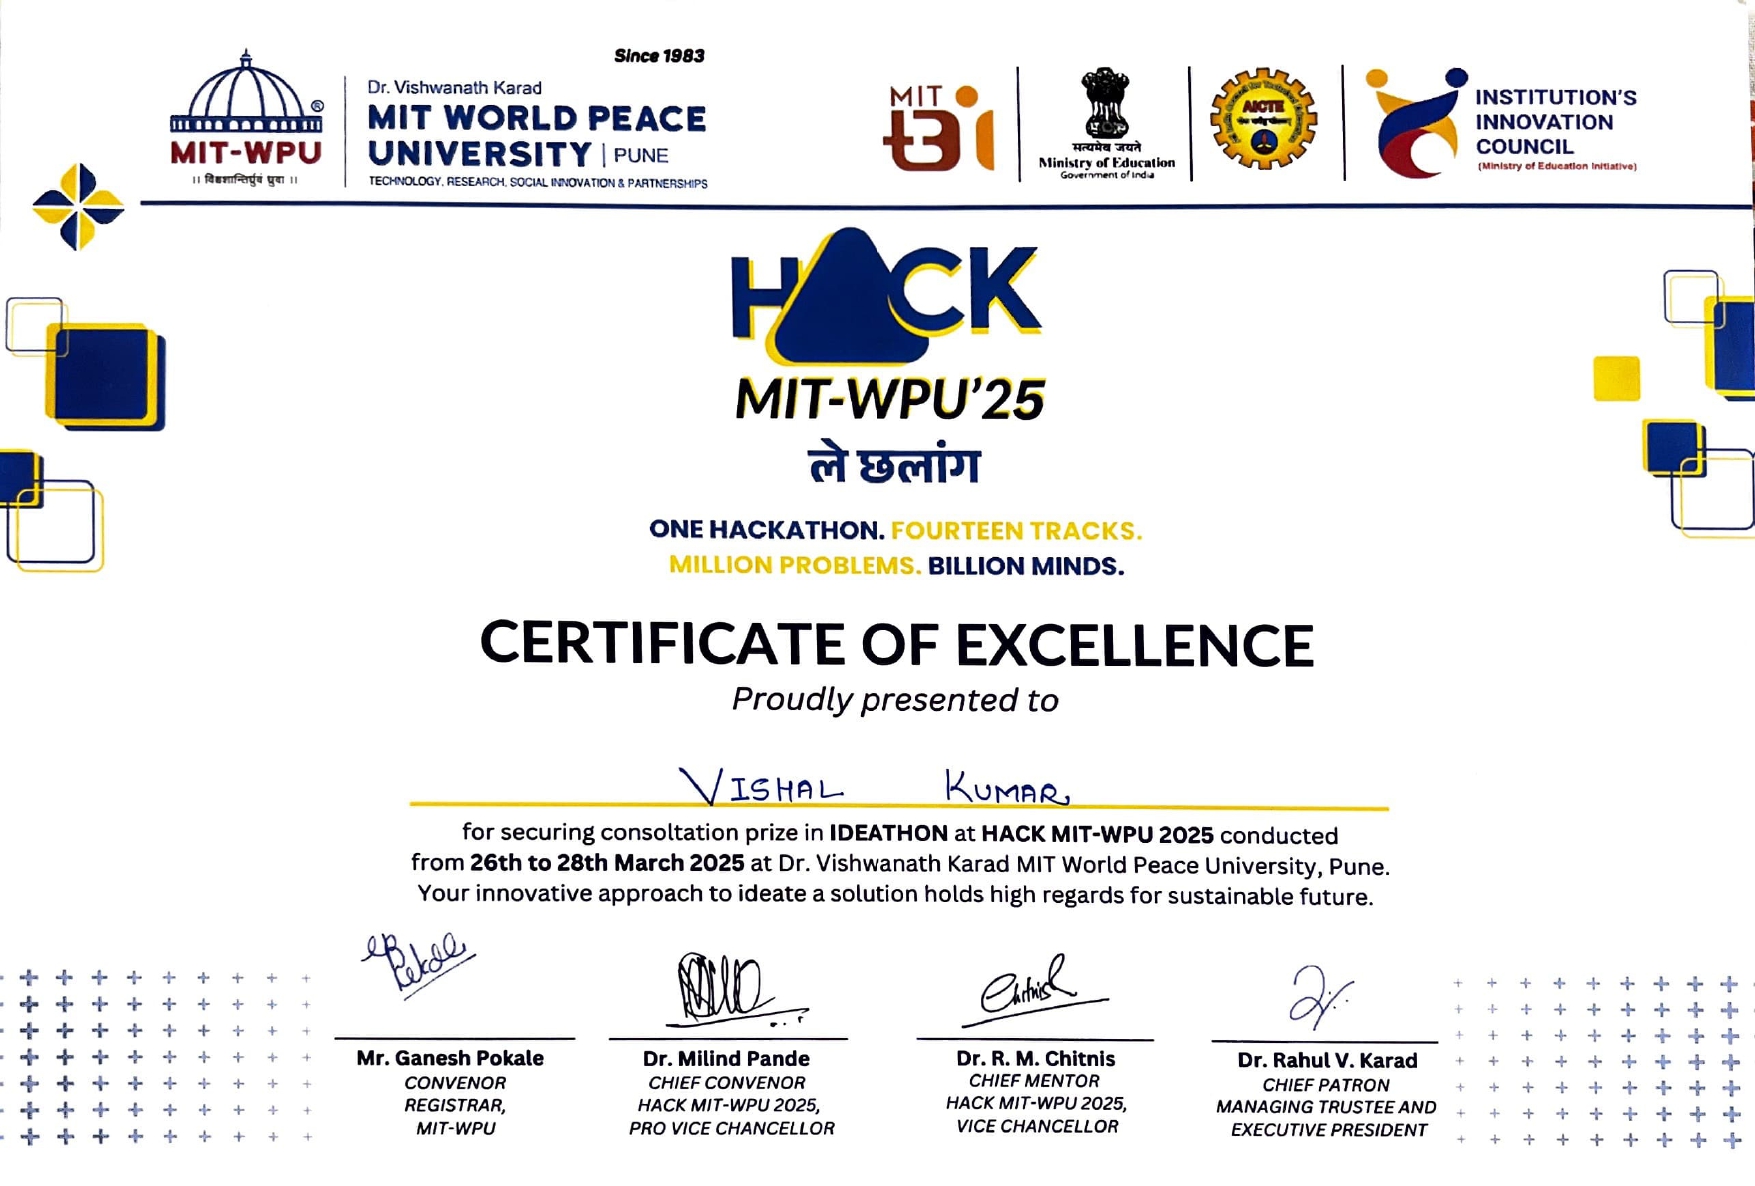 Since 1983
Dr. Vishwanath Karad
MIT WORLD PEACE
UNIVERSITY | PUNE
TECHNOLOGY, RESEARCH, SOCIAL INNOVATION & PARTNERSHIPS
MIT-WPU
®
॥ विश्वशान्तिर्धुवं ध्रुवा ॥
MIT
tBi
सत्यमेव जयते
Ministry of Education
Government of India
AICTE
INSTITUTION'S
INNOVATION
COUNCIL
(Ministry of Education Initiative)
HACK
MIT-WPU'25
ले छलांग
ONE HACKATHON. FOURTEEN TRACKS.
MILLION PROBLEMS. BILLION MINDS.
CERTIFICATE OF EXCELLENCE
Proudly presented to
VISHAL KUMAR
for securing consoltation prize in IDEATHON at HACK MIT-WPU 2025 conducted
from 26th to 28th March 2025 at Dr. Vishwanath Karad MIT World Peace University, Pune.
Your innovative approach to ideate a solution holds high regards for sustainable future.
Chitnis
Mr. Ganesh Pokale
CONVENOR
REGISTRAR,
MIT-WPU
Dr. Milind Pande
CHIEF CONVENOR
HACK MIT-WPU 2025,
PRO VICE CHANCELLOR
Dr. R. M. Chitnis
CHIEF MENTOR
HACK MIT-WPU 2025,
VICE CHANCELLOR
Dr. Rahul V. Karad
CHIEF PATRON
MANAGING TRUSTEE AND
EXECUTIVE PRESIDENT